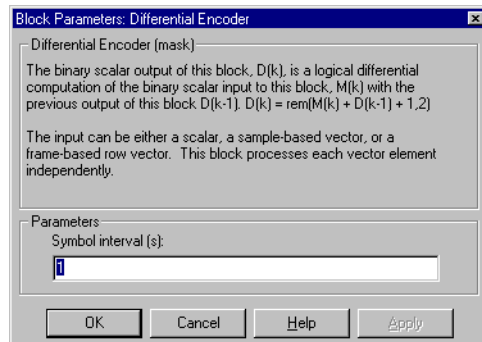 Block Parameters: Differential Encoder
Differential Encoder (mask)
The binary scalar output of this block, D(k), is a logical differential
computation of the binary scalar input to this block, M(k) with the
previous output of this block D(k-1). D(k) = rem(M(k) + D(k-1) + 1,2)
The input can be either a scalar, a sample-based vector, or a
frame-based row vector. This block processes each vector element
independently.
Parameters
Symbol interval (s):
1
OK Cancel Help Apply